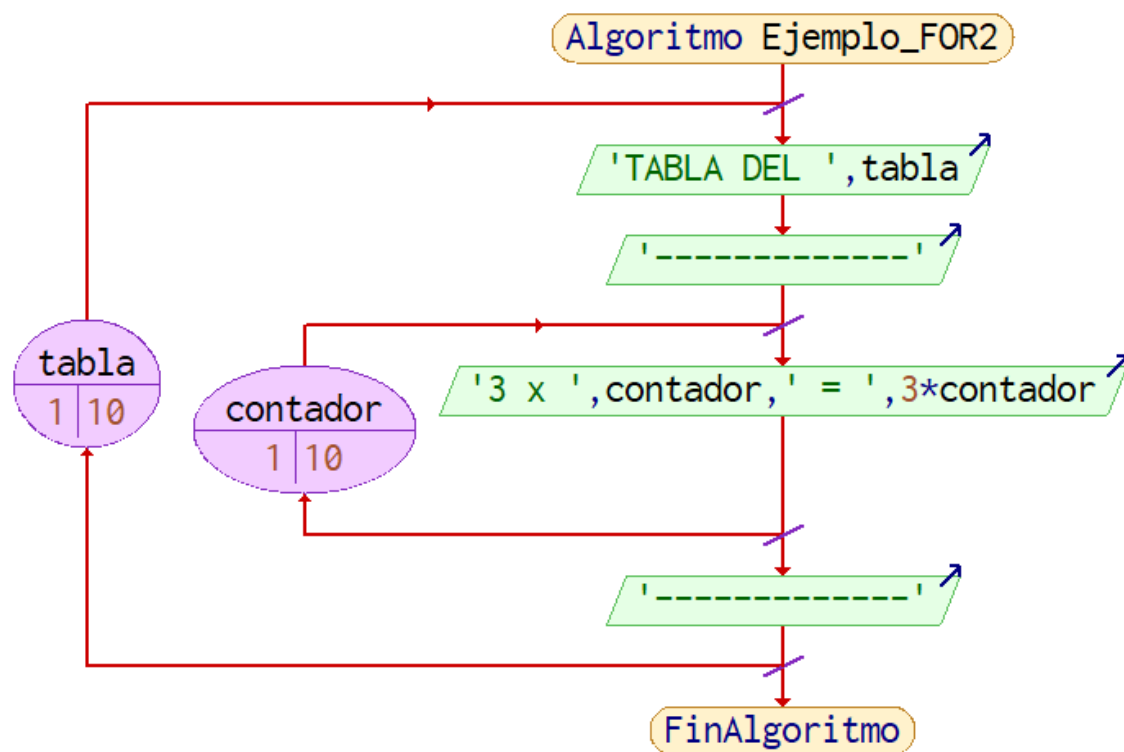 Algoritmo Ejemplo_FOR2
'TABLA DEL ',tabla
'-------------'
tabla
1 10
contador
1 10
'3 x ',contador,' = ',3*contador
'-------------'
FinAlgoritmo